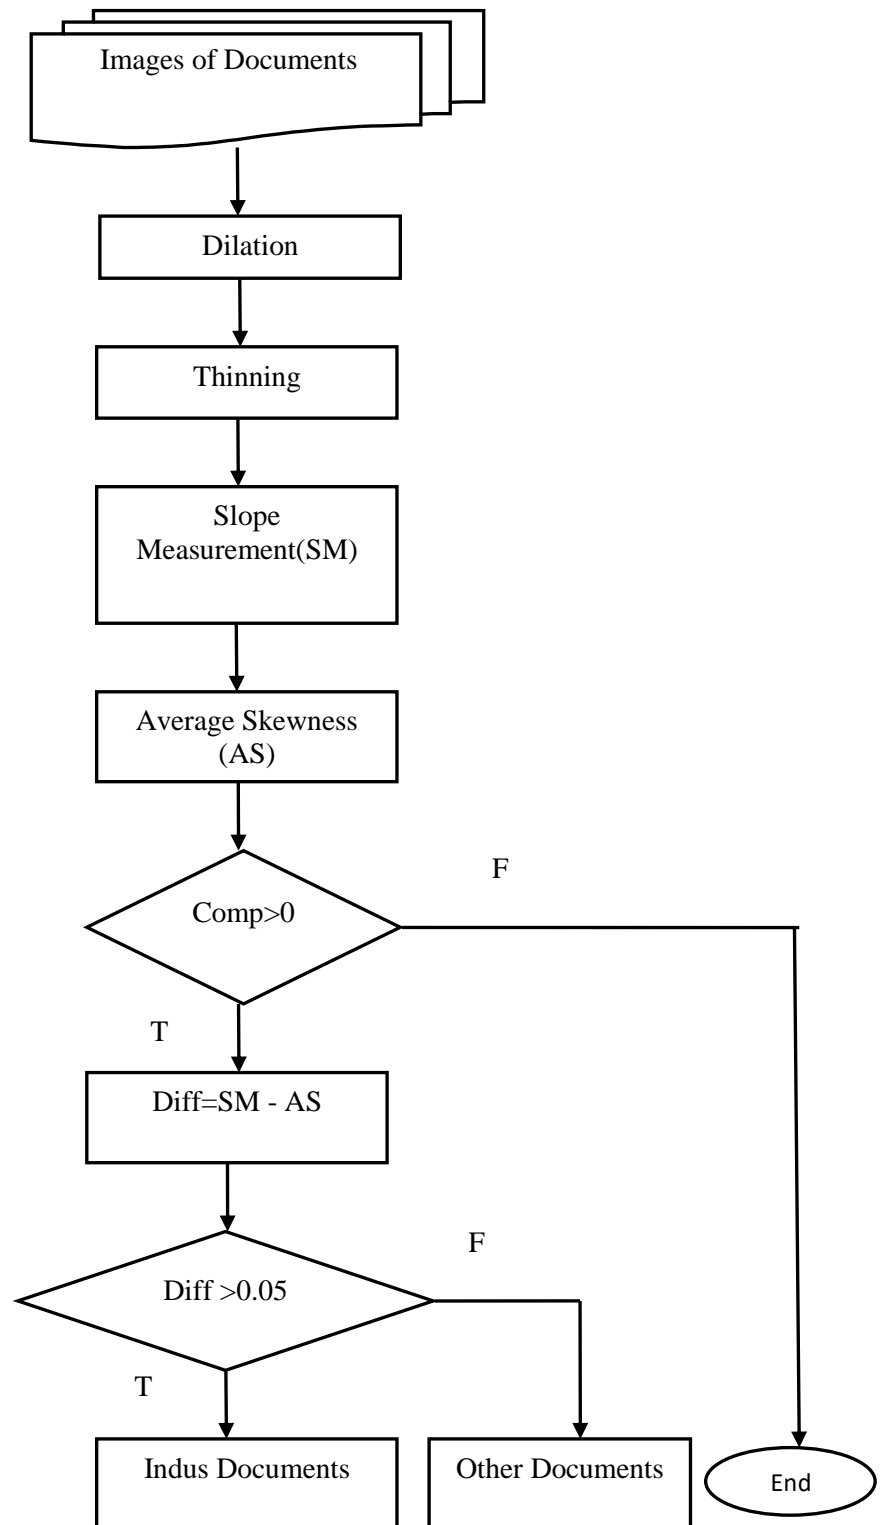 Images of Documents
Dilation
Thinning
Slope
Measurement(SM)
Average Skewness
(AS)
F
Comp>0
T
Diff=SM - AS
F
Diff >0.05
T
Indus Documents
Other Documents
End